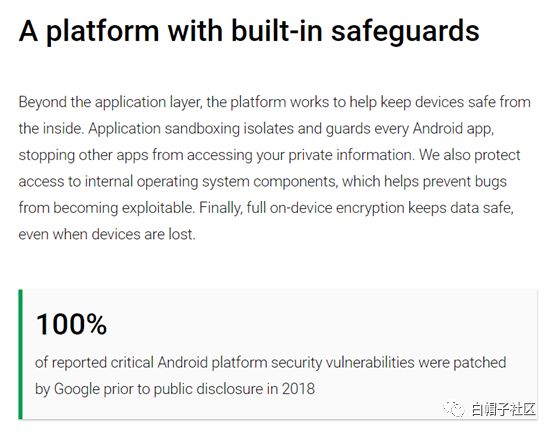 A platform with built-in safeguards
Beyond the application layer, the platform works to help keep devices safe from
the inside. Application sandboxing isolates and guards every Android app,
stopping other apps from accessing your private information. We also protect
access to internal operating system components, which helps prevent bugs
from becoming exploitable. Finally, full on-device encryption keeps data safe,
even when devices are lost.
100%
of reported critical Android platform security vulnerabilities were patched
by Google prior to public disclosure in 2018
白帽子社区